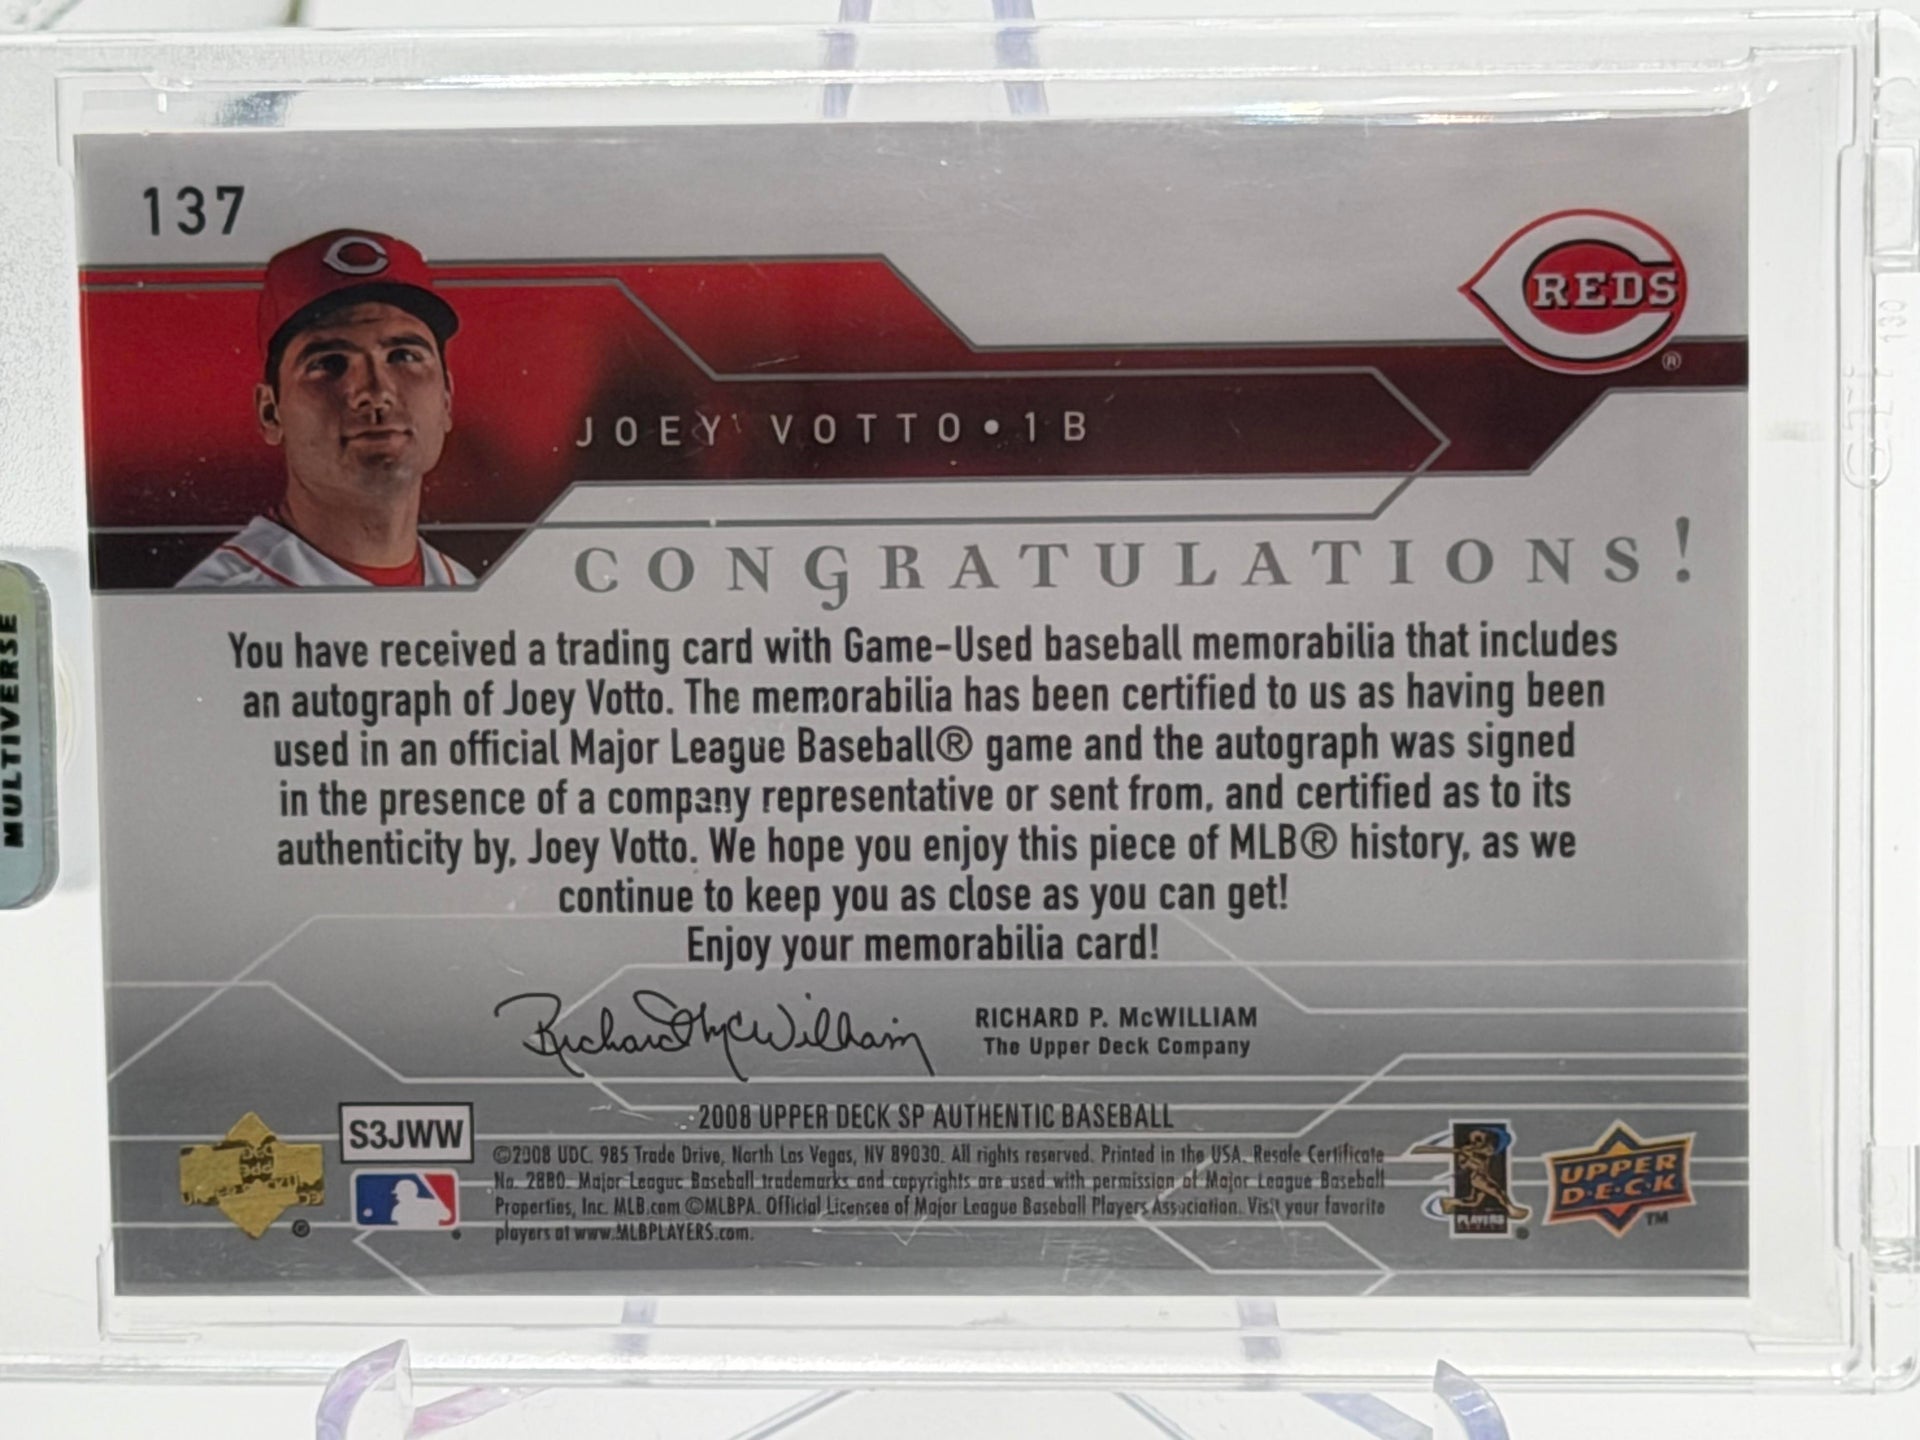 137
REDS
®
JOEY VOTTO • 1B
CONGRATULATIONS!
You have received a trading card with Game-Used baseball memorabilia that includes
an autograph of Joey Votto. The memorabilia has been certified to us as having been
used in an official Major League Baseball® game and the autograph was signed
in the presence of a company representative or sent from, and certified as to its
authenticity by, Joey Votto. We hope you enjoy this piece of MLB® history, as we
continue to keep you as close as you can get!
Enjoy your memorabilia card!
Richard McWilliam
RICHARD P. McWILLIAM
The Upper Deck Company
MULTIVERSE
2008 UPPER DECK SP AUTHENTIC BASEBALL
S3JWW
©2008 UDC. 985 Trade Drive, North Las Vegas, NV 89030. All rights reserved. Printed in the USA. Resale Certificate
No. 28BO. Major League Baseball trademarks and copyrights are used with permission of Major League Baseball
Properties, Inc. MLB.com ©MLBPA. Official Licensee of Major League Baseball Players Association. Visit your favorite
players at www.MLBPLAYERS.com.
PLAYERS
UPPER
D·E·C·K
TM